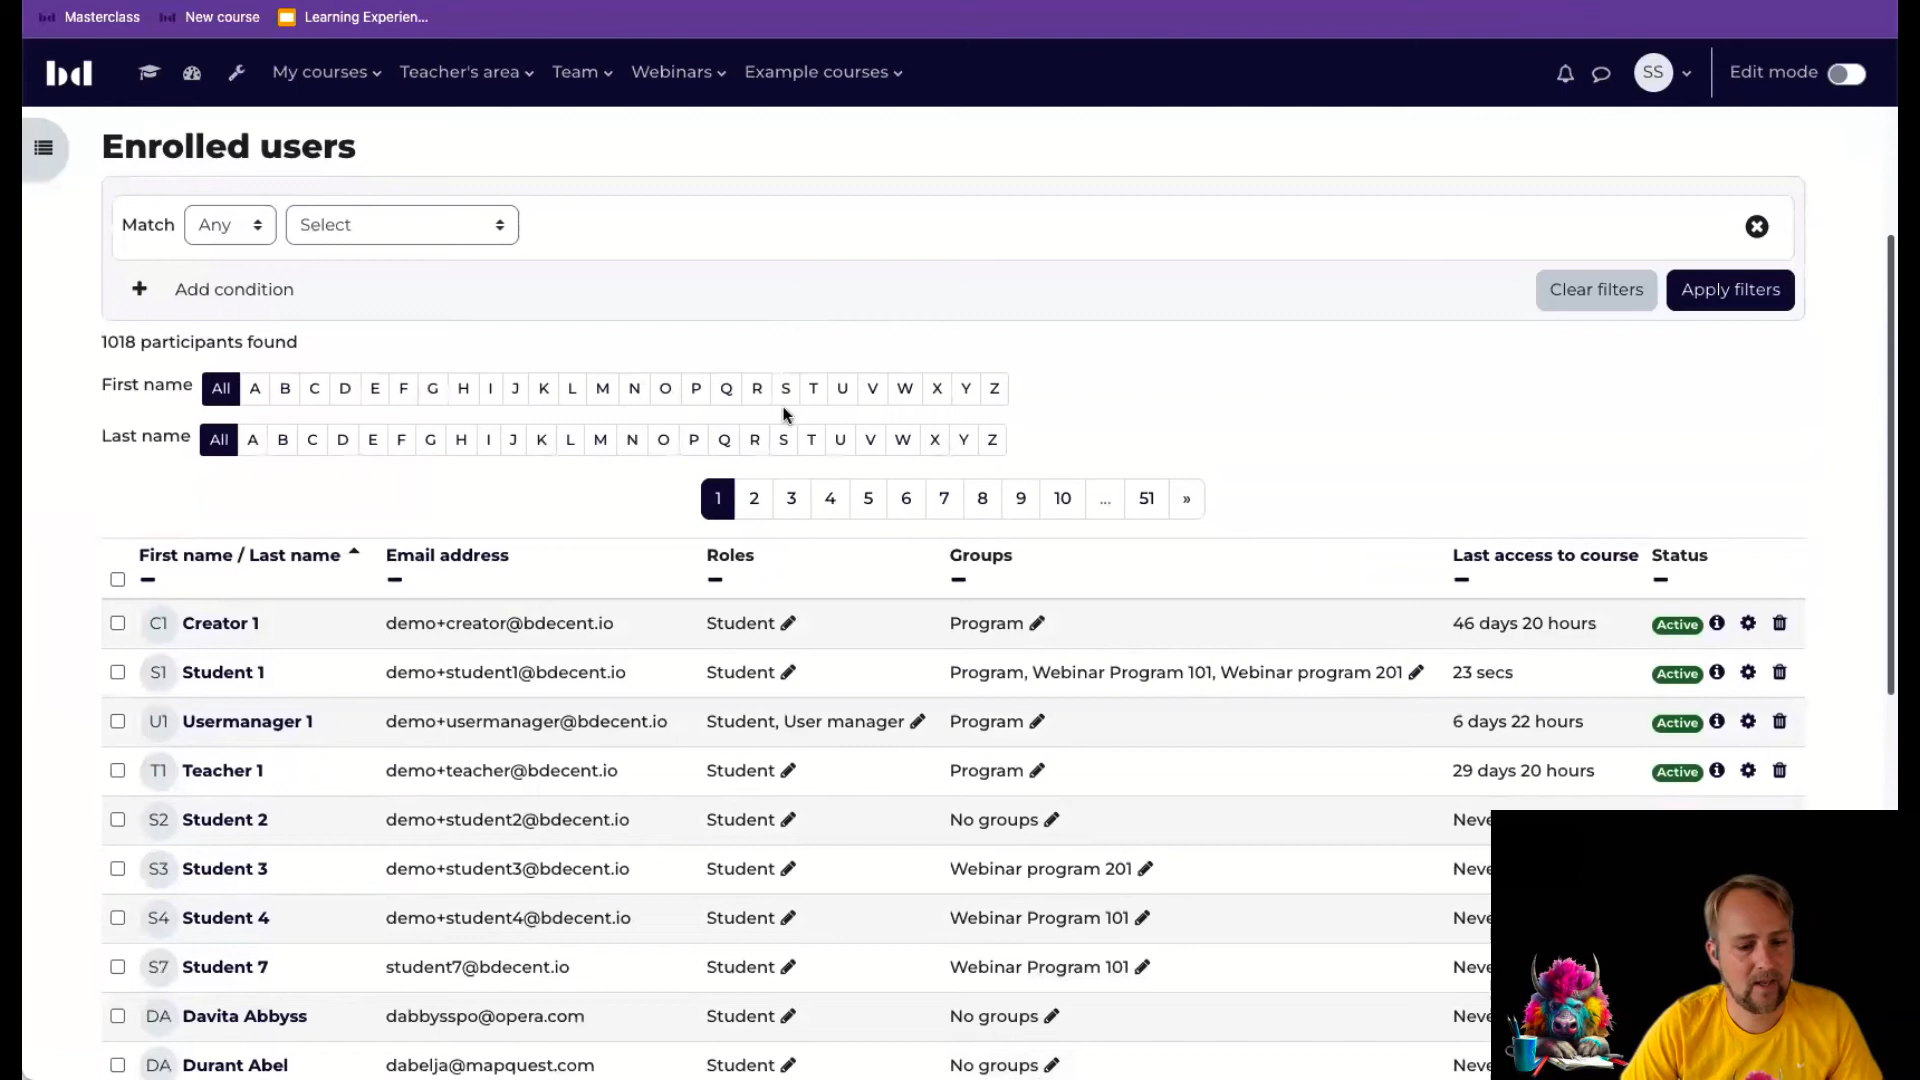 Masterclass New course Learning Experien...
bd My courses Teacher's area Team Webinars Example courses SS Edit mode
Enrolled users
Match Any Select
Add condition Clear filters Apply filters
1018 participants found
First name All A B C D E F G H I J K L M N O P Q R S T U V W X Y Z
Last name All A B C D E F G H I J K L M N O P Q R S T U V W X Y Z
1 2 3 4 5 6 7 8 9 10 ... 51 »
First name / Last name Email address Roles Groups Last access to course Status
C1 Creator 1 demo+creator@bdecent.io Student Program 46 days 20 hours Active
S1 Student 1 demo+student1@bdecent.io Student Program, Webinar Program 101, Webinar program 201 23 secs Active
U1 Usermanager 1 demo+usermanager@bdecent.io Student, User manager Program 6 days 22 hours Active
T1 Teacher 1 demo+teacher@bdecent.io Student Program 29 days 20 hours Active
S2 Student 2 demo+student2@bdecent.io Student No groups Neve
S3 Student 3 demo+student3@bdecent.io Student Webinar program 201 Neve
S4 Student 4 demo+student4@bdecent.io Student Webinar Program 101 Neve
S7 Student 7 student7@bdecent.io Student Webinar Program 101 Neve
DA Davita Abbyss dabbysspo@opera.com Student No groups Neve
DA Durant Abel dabelja@mapquest.com Student No groups Neve